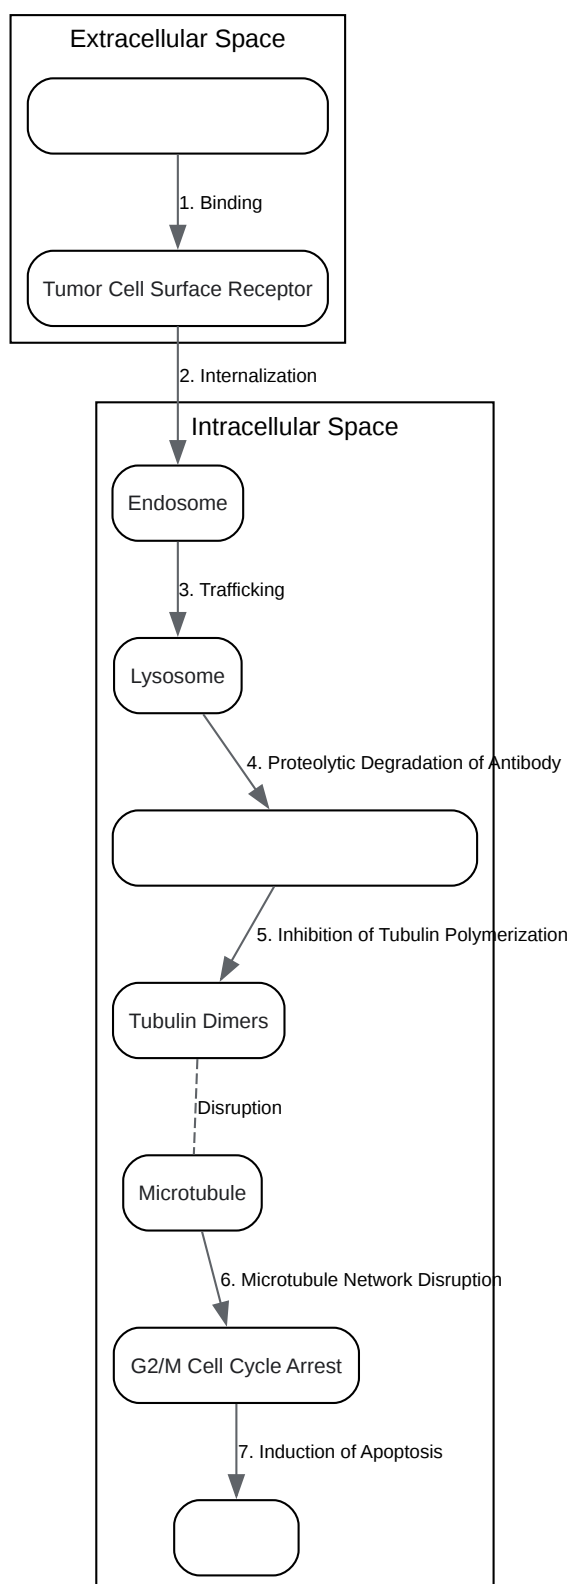 Extracellular Space
1. Binding
Tumor Cell Surface Receptor
2. Internalization
Intracellular Space
Endosome
3. Trafficking
Lysosome
4. Proteolytic Degradation of Antibody
5. Inhibition of Tubulin Polymerization
Tubulin Dimers
Disruption
Microtubule
6. Microtubule Network Disruption
G2/M Cell Cycle Arrest
7. Induction of Apoptosis